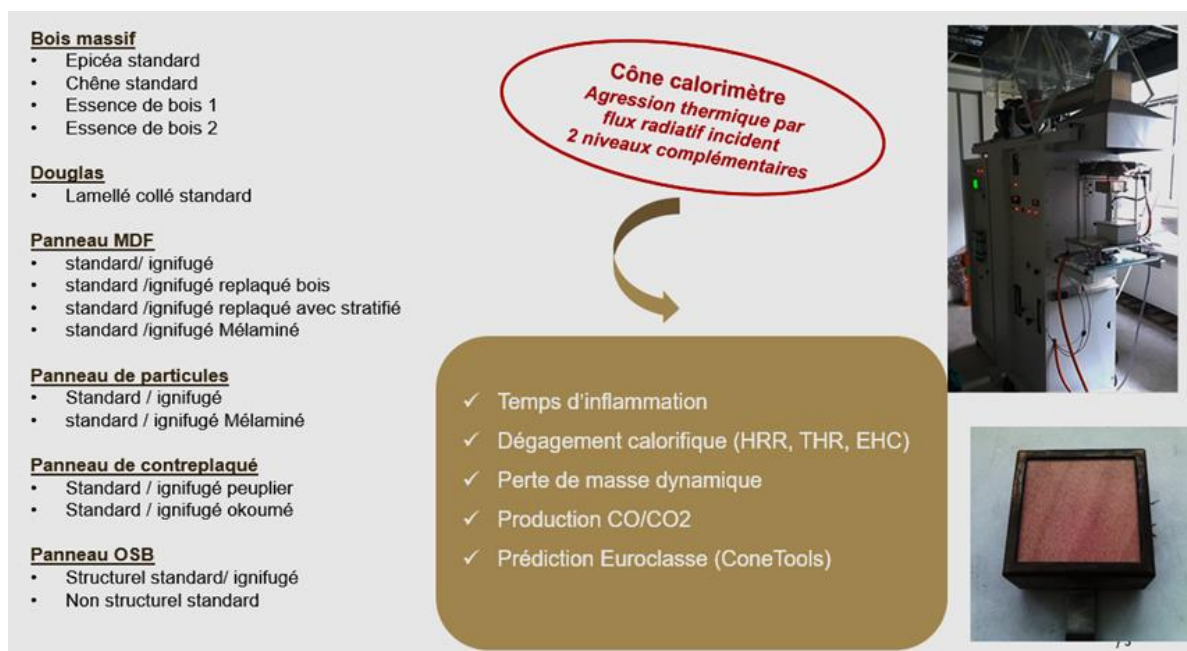 Bois massif
• Epicéa standard
• Chêne standard
• Essence de bois 1
• Essence de bois 2
Douglas
• Lamellé collé standard
Panneau MDF
• standard/ ignifugé
• standard /ignifugé replaqué bois
• standard /ignifugé replaqué avec stratifié
• standard /ignifugé Mélaminé
Panneau de particules
• Standard / ignifugé
• standard / ignifugé Mélaminé
Panneau de contreplaqué
• Standard / ignifugé peuplier
• Standard / ignifugé okoumé
Panneau OSB
• Structurel standard/ ignifugé
• Non structurel standard
Cône calorimètre
Agression thermique par
flux radiatif incident
2 niveaux complémentaires
✓ Temps d'inflammation
✓ Dégagement calorifique (HRR, THR, EHC)
✓ Perte de masse dynamique
✓ Production CO/CO2
✓ Prédiction Euroclasse (ConeTools)